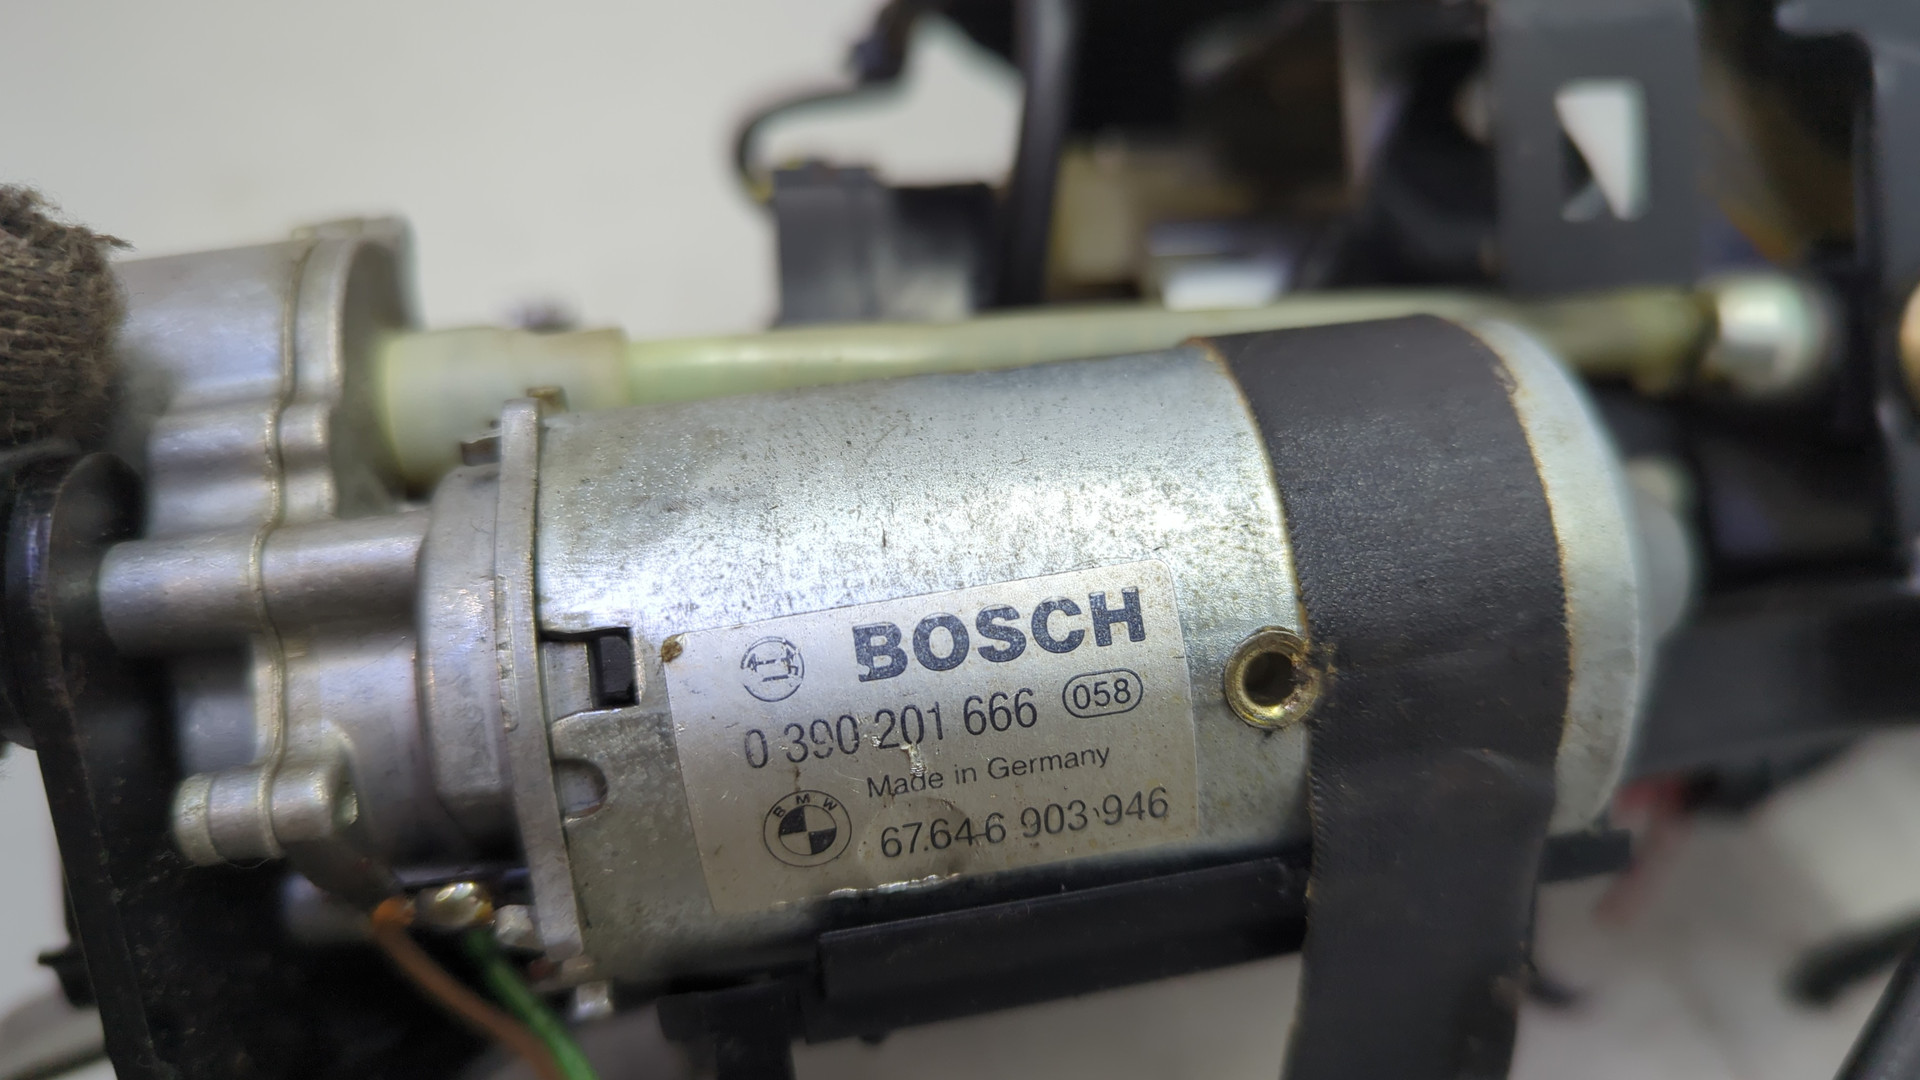 BOSCH
0 390 201 666 058
Made in Germany
BMW
67.64-6 903 946